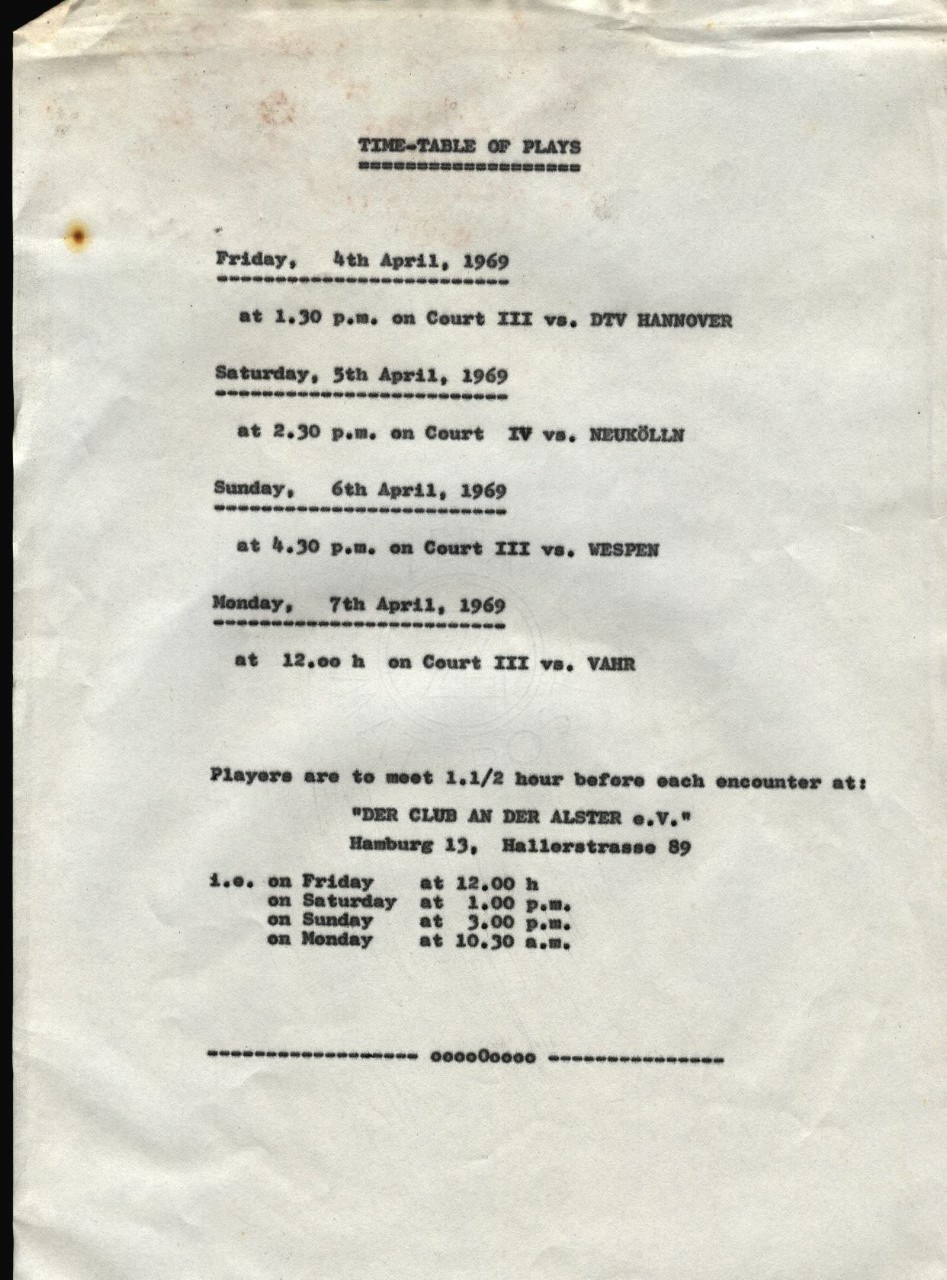 TIME-TABLE OF PLAYS
===================
Friday,   4th April, 1969
-------------------------
at 1.30 p.m. on Court III vs. DTV HANNOVER
Saturday, 5th April, 1969
-------------------------
at 2.30 p.m. on Court  IV vs. NEUKÖLLN
Sunday,   6th April, 1969
-------------------------
at 4.30 p.m. on Court III vs. WESPEN
Monday,   7th April, 1969
-------------------------
at  12.oo h  on Court III vs. VAHR
Players are to meet 1.1/2 hour before each encounter at:
"DER CLUB AN DER ALSTER e.V."
Hamburg 13,  Hallerstrasse 89
i.e. on Friday    at 12.00 h
on Saturday  at  1.00 p.m.
on Sunday    at  3.00 p.m.
on Monday    at 10.30 a.m.
------------------ ooooOoooo ---------------